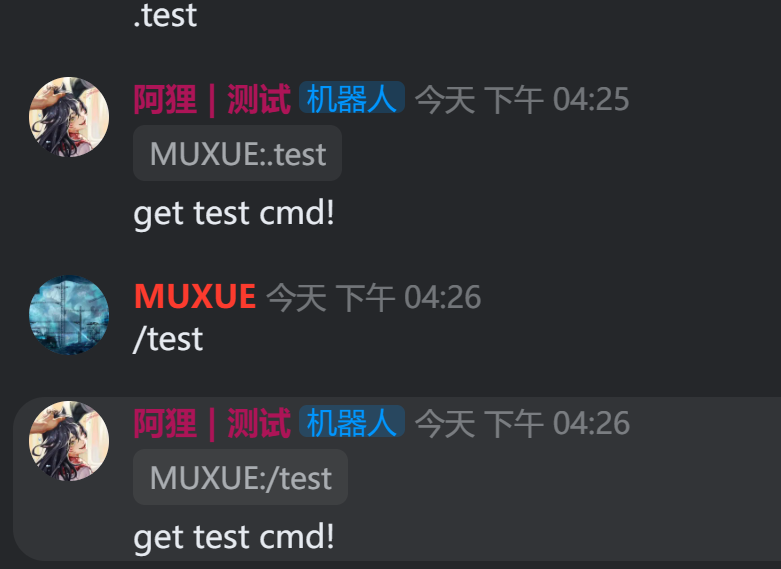 .test
阿狸 | 测试 机器人 今天 下午 04:25
MUXUE:.test
get test cmd!
MUXUE 今天 下午 04:26
/test
阿狸 | 测试 机器人 今天 下午 04:26
MUXUE:/test
get test cmd!